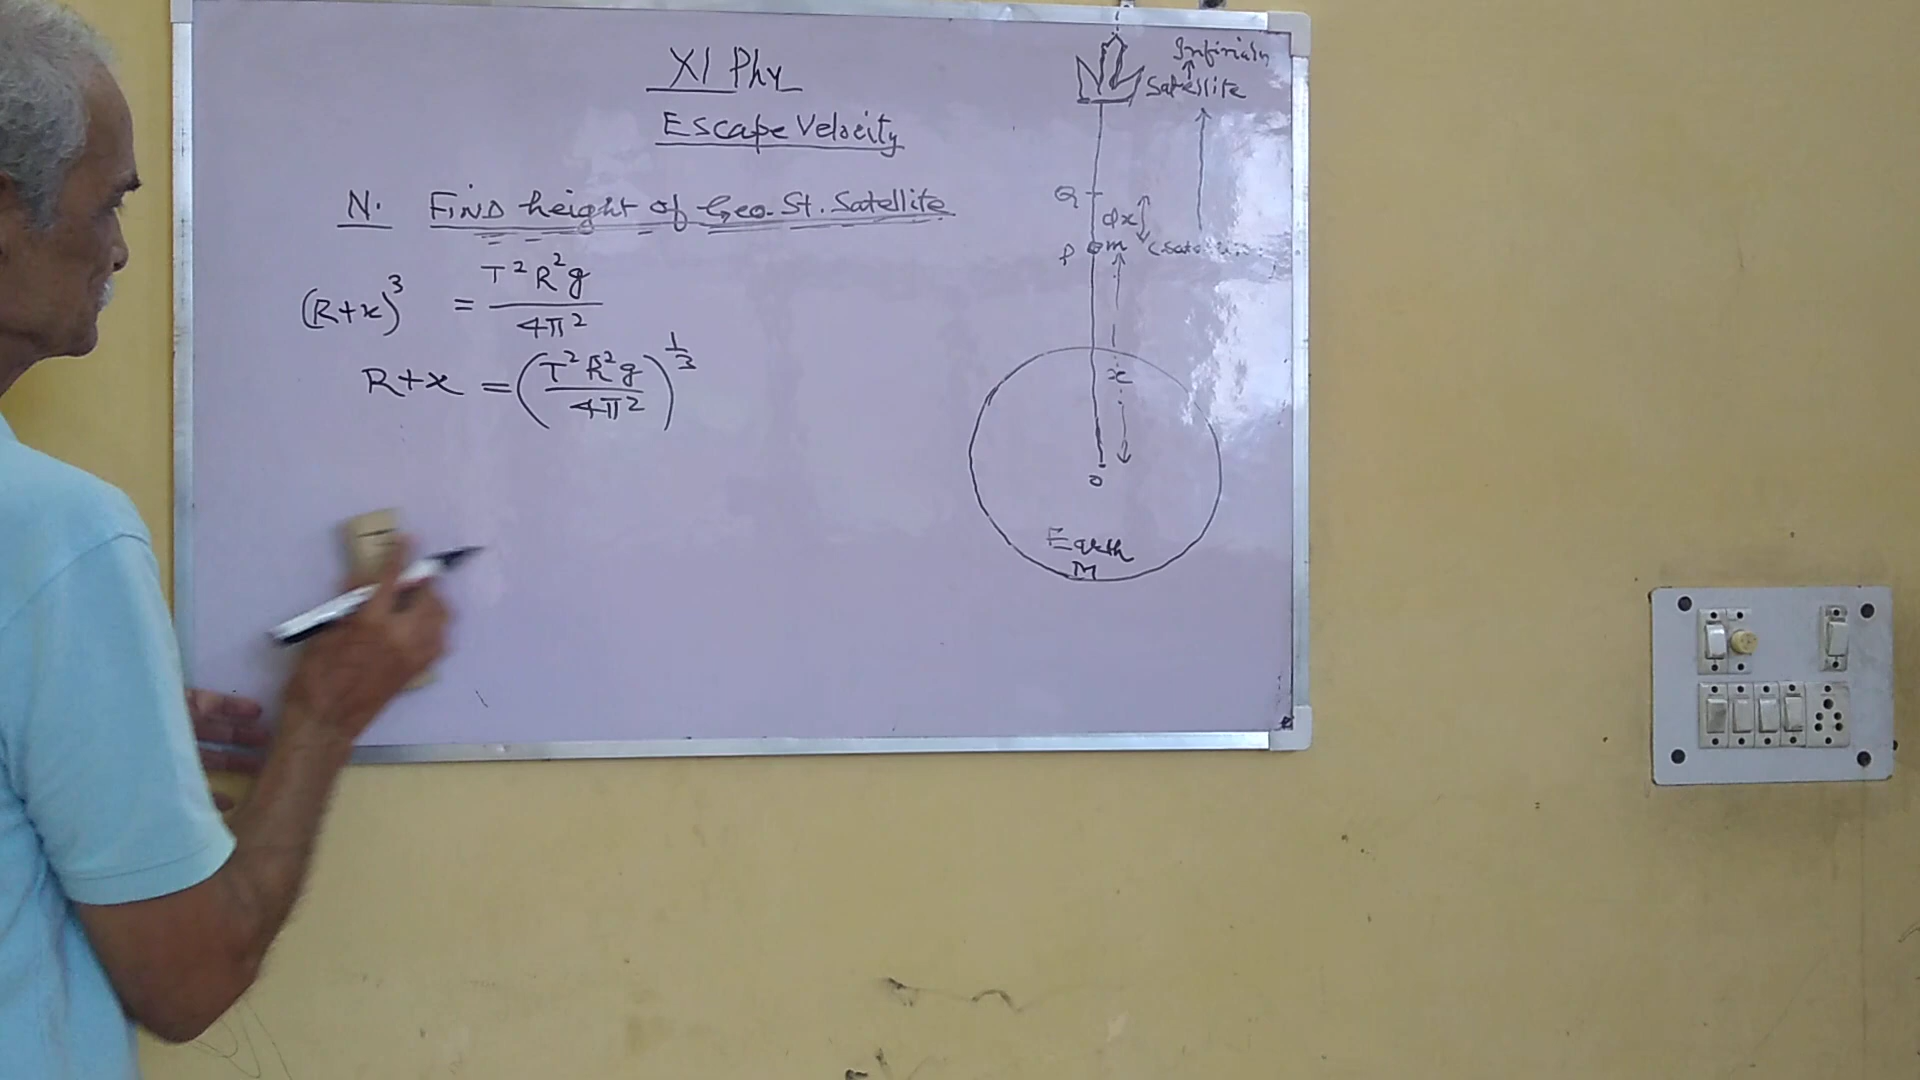 XI Phy
Escape Velocity
N. Find height of Geo. St. Satellite
(R+x)³ = T²R²g / 4π²
R+x = (T²R²g / 4π²)^1/3
Satellite
Q
dx
P m
x
O
Earth
M